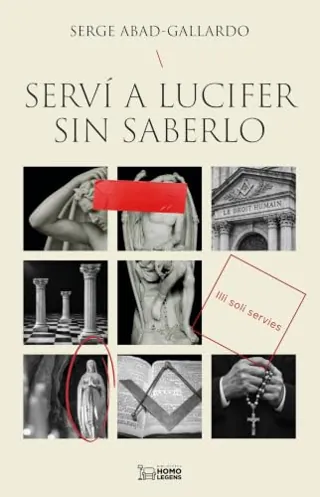 SERGE ABAD-GALLARDO
SERVÍ A LUCIFER
SIN SABERLO
LE DROIT HUMAIN
Illi soli servies
HOMO
LEGENS